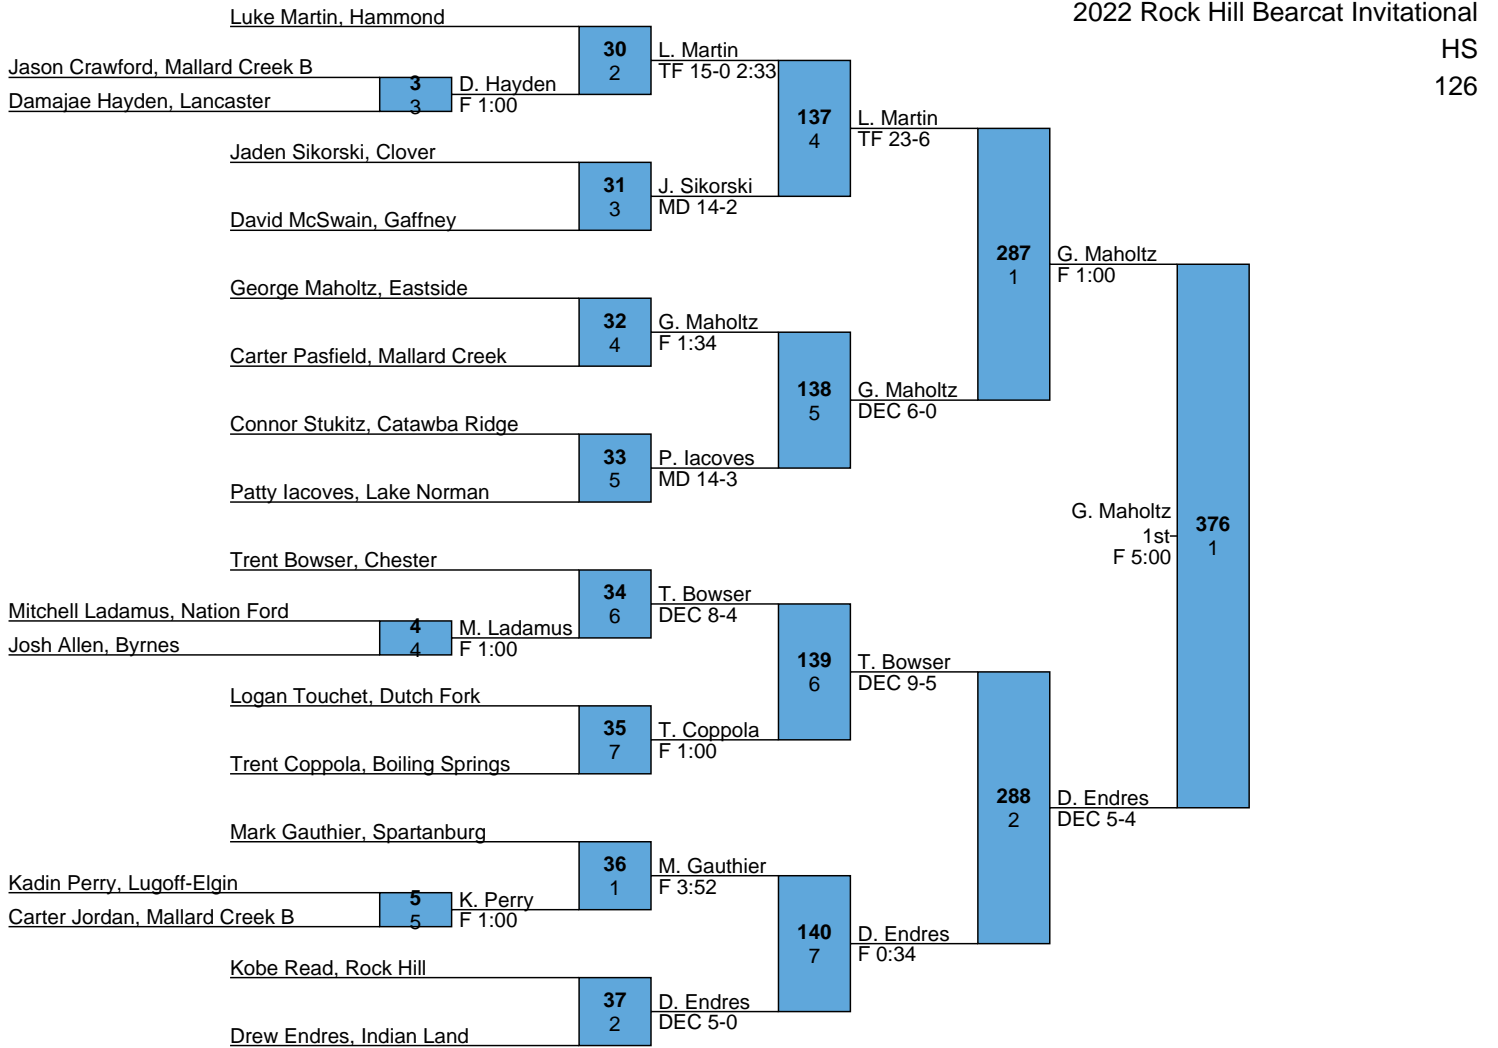 2022 Rock Hill Bearcat Invitational
HS
126
Luke Martin, Hammond
Jason Crawford, Mallard Creek B
Damajae Hayden, Lancaster
3
3
D. Hayden
F 1:00
30
2
L. Martin
TF 15-0 2:33
Jaden Sikorski, Clover
David McSwain, Gaffney
31
3
J. Sikorski
MD 14-2
137
4
L. Martin
TF 23-6
George Maholtz, Eastside
Carter Pasfield, Mallard Creek
32
4
G. Maholtz
F 1:34
Connor Stukitz, Catawba Ridge
Patty Iacoves, Lake Norman
33
5
P. Iacoves
MD 14-3
138
5
G. Maholtz
DEC 6-0
287
1
G. Maholtz
F 1:00
Trent Bowser, Chester
Mitchell Ladamus, Nation Ford
Josh Allen, Byrnes
4
4
M. Ladamus
F 1:00
34
6
T. Bowser
DEC 8-4
Logan Touchet, Dutch Fork
Trent Coppola, Boiling Springs
35
7
T. Coppola
F 1:00
139
6
T. Bowser
DEC 9-5
Mark Gauthier, Spartanburg
Kadin Perry, Lugoff-Elgin
Carter Jordan, Mallard Creek B
5
5
K. Perry
F 1:00
36
1
M. Gauthier
F 3:52
Kobe Read, Rock Hill
Drew Endres, Indian Land
37
2
D. Endres
DEC 5-0
140
7
D. Endres
F 0:34
288
2
D. Endres
DEC 5-4
G. Maholtz
1st
F 5:00
376
1